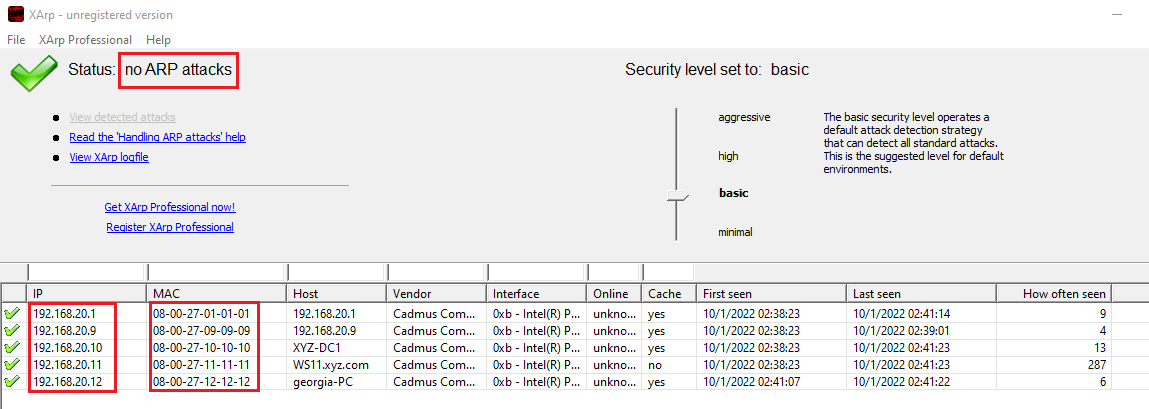 XArp - unregistered version
File XArp Professional Help
Status: no ARP attacks
Security level set to: basic
View detected attacks
Read the 'Handling ARP attacks' help
View XArp logfile
Get XArp Professional now!
Register XArp Professional
aggressive
high
basic
minimal
The basic security level operates a
default attack detection strategy
that can detect all standard attacks.
This is the suggested level for default
environments.
IP MAC Host Vendor Interface Online Cache First seen Last seen How often seen
192.168.20.1 08-00-27-01-01-01 192.168.20.1 Cadmus Com... 0xb - Intel(R) P... unkno... yes 10/1/2022 02:38:23 10/1/2022 02:41:14 9
192.168.20.9 08-00-27-09-09-09 192.168.20.9 Cadmus Com... 0xb - Intel(R) P... unkno... yes 10/1/2022 02:38:23 10/1/2022 02:39:01 4
192.168.20.10 08-00-27-10-10-10 XYZ-DC1 Cadmus Com... 0xb - Intel(R) P... unkno... yes 10/1/2022 02:38:23 10/1/2022 02:41:23 13
192.168.20.11 08-00-27-11-11-11 WS11.xyz.com Cadmus Com... 0xb - Intel(R) P... unkno... no 10/1/2022 02:38:23 10/1/2022 02:41:23 287
192.168.20.12 08-00-27-12-12-12 georgia-PC Cadmus Com... 0xb - Intel(R) P... unkno... yes 10/1/2022 02:41:07 10/1/2022 02:41:22 6